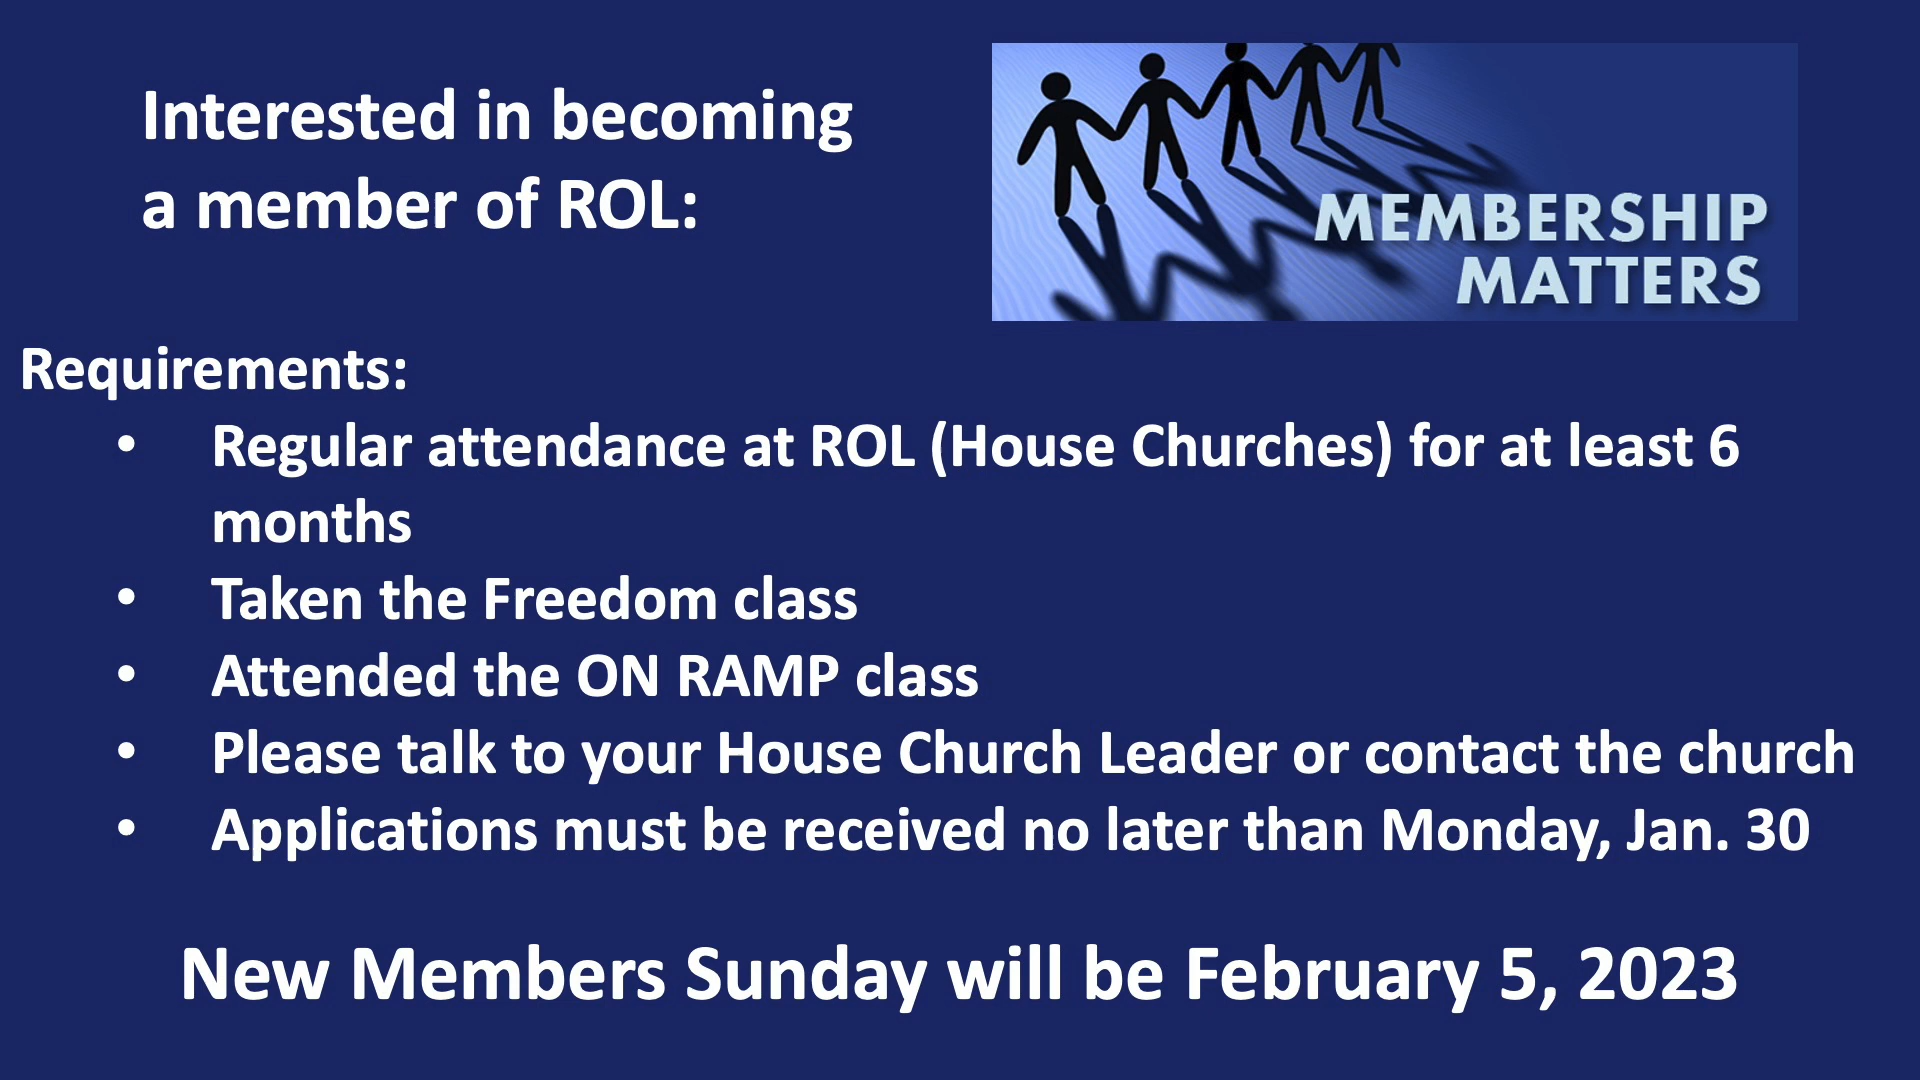 Interested in becoming
a member of ROL:
MEMBERSHIP
MATTERS
Requirements:
• Regular attendance at ROL (House Churches) for at least 6
months
• Taken the Freedom class
• Attended the ON RAMP class
• Please talk to your House Church Leader or contact the church
• Applications must be received no later than Monday, Jan. 30
New Members Sunday will be February 5, 2023